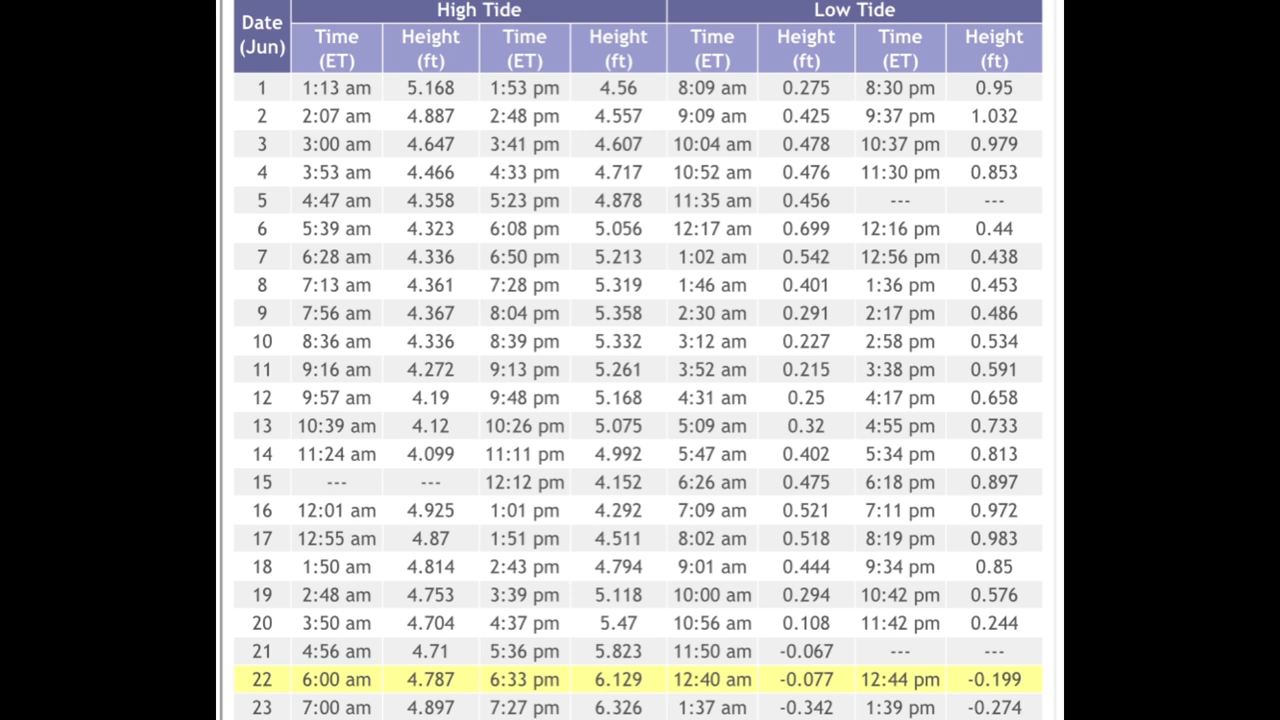 High Tide Low Tide
Date (Jun) Time (ET) Height (ft) Time (ET) Height (ft) Time (ET) Height (ft) Time (ET) Height (ft)
1 1:13 am 5.168 1:53 pm 4.56 8:09 am 0.275 8:30 pm 0.95
2 2:07 am 4.887 2:48 pm 4.557 9:09 am 0.425 9:37 pm 1.032
3 3:00 am 4.647 3:41 pm 4.607 10:04 am 0.478 10:37 pm 0.979
4 3:53 am 4.466 4:33 pm 4.717 10:52 am 0.476 11:30 pm 0.853
5 4:47 am 4.358 5:23 pm 4.878 11:35 am 0.456 --- ---
6 5:39 am 4.323 6:08 pm 5.056 12:17 am 0.699 12:16 pm 0.44
7 6:28 am 4.336 6:50 pm 5.213 1:02 am 0.542 12:56 pm 0.438
8 7:13 am 4.361 7:28 pm 5.319 1:46 am 0.401 1:36 pm 0.453
9 7:56 am 4.367 8:04 pm 5.358 2:30 am 0.291 2:17 pm 0.486
10 8:36 am 4.336 8:39 pm 5.332 3:12 am 0.227 2:58 pm 0.534
11 9:16 am 4.272 9:13 pm 5.261 3:52 am 0.215 3:38 pm 0.591
12 9:57 am 4.19 9:48 pm 5.168 4:31 am 0.25 4:17 pm 0.658
13 10:39 am 4.12 10:26 pm 5.075 5:09 am 0.32 4:55 pm 0.733
14 11:24 am 4.099 11:11 pm 4.992 5:47 am 0.402 5:34 pm 0.813
15 --- --- 12:12 pm 4.152 6:26 am 0.475 6:18 pm 0.897
16 12:01 am 4.925 1:01 pm 4.292 7:09 am 0.521 7:11 pm 0.972
17 12:55 am 4.87 1:51 pm 4.511 8:02 am 0.518 8:19 pm 0.983
18 1:50 am 4.814 2:43 pm 4.794 9:01 am 0.444 9:34 pm 0.85
19 2:48 am 4.753 3:39 pm 5.118 10:00 am 0.294 10:42 pm 0.576
20 3:50 am 4.704 4:37 pm 5.47 10:56 am 0.108 11:42 pm 0.244
21 4:56 am 4.71 5:36 pm 5.823 11:50 am -0.067 --- ---
22 6:00 am 4.787 6:33 pm 6.129 12:40 am -0.077 12:44 pm -0.199
23 7:00 am 4.897 7:27 pm 6.326 1:37 am -0.342 1:39 pm -0.274